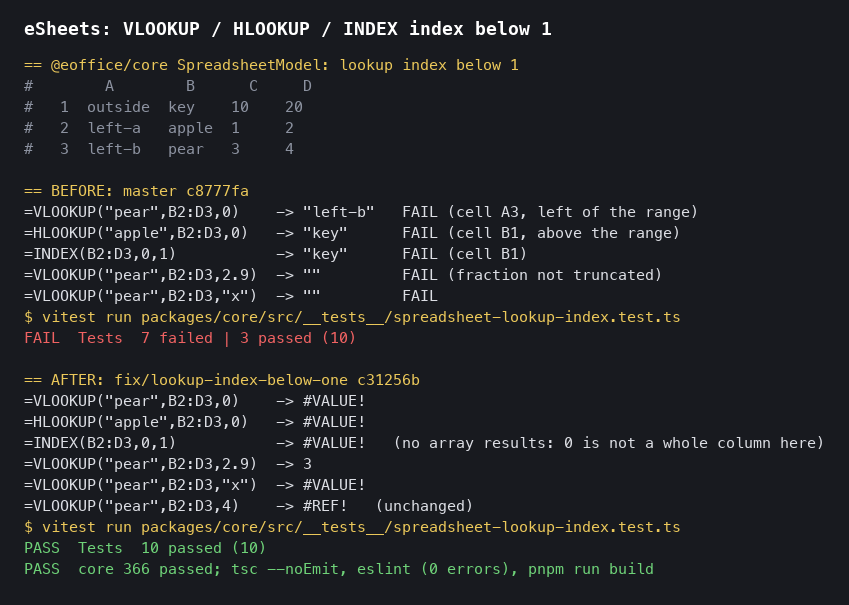 eSheets: VLOOKUP / HLOOKUP / INDEX index below 1
== @eoffice/core SpreadsheetModel: lookup index below 1
#        A        B      C     D
#   1  outside  key    10    20
#   2  left-a   apple  1     2
#   3  left-b   pear   3     4
== BEFORE: master c8777fa
=VLOOKUP("pear",B2:D3,0)    -> "left-b"   FAIL (cell A3, left of the range)
=HLOOKUP("apple",B2:D3,0)   -> "key"      FAIL (cell B1, above the range)
=INDEX(B2:D3,0,1)           -> "key"      FAIL (cell B1)
=VLOOKUP("pear",B2:D3,2.9)  -> ""         FAIL (fraction not truncated)
=VLOOKUP("pear",B2:D3,"x")  -> ""         FAIL
$ vitest run packages/core/src/__tests__/spreadsheet-lookup-index.test.ts
FAIL  Tests  7 failed | 3 passed (10)
== AFTER: fix/lookup-index-below-one c31256b
=VLOOKUP("pear",B2:D3,0)    -> #VALUE!
=HLOOKUP("apple",B2:D3,0)   -> #VALUE!
=INDEX(B2:D3,0,1)           -> #VALUE!   (no array results: 0 is not a whole column here)
=VLOOKUP("pear",B2:D3,2.9)  -> 3
=VLOOKUP("pear",B2:D3,"x")  -> #VALUE!
=VLOOKUP("pear",B2:D3,4)    -> #REF!   (unchanged)
$ vitest run packages/core/src/__tests__/spreadsheet-lookup-index.test.ts
PASS  Tests  10 passed (10)
PASS  core 366 passed; tsc --noEmit, eslint (0 errors), pnpm run build